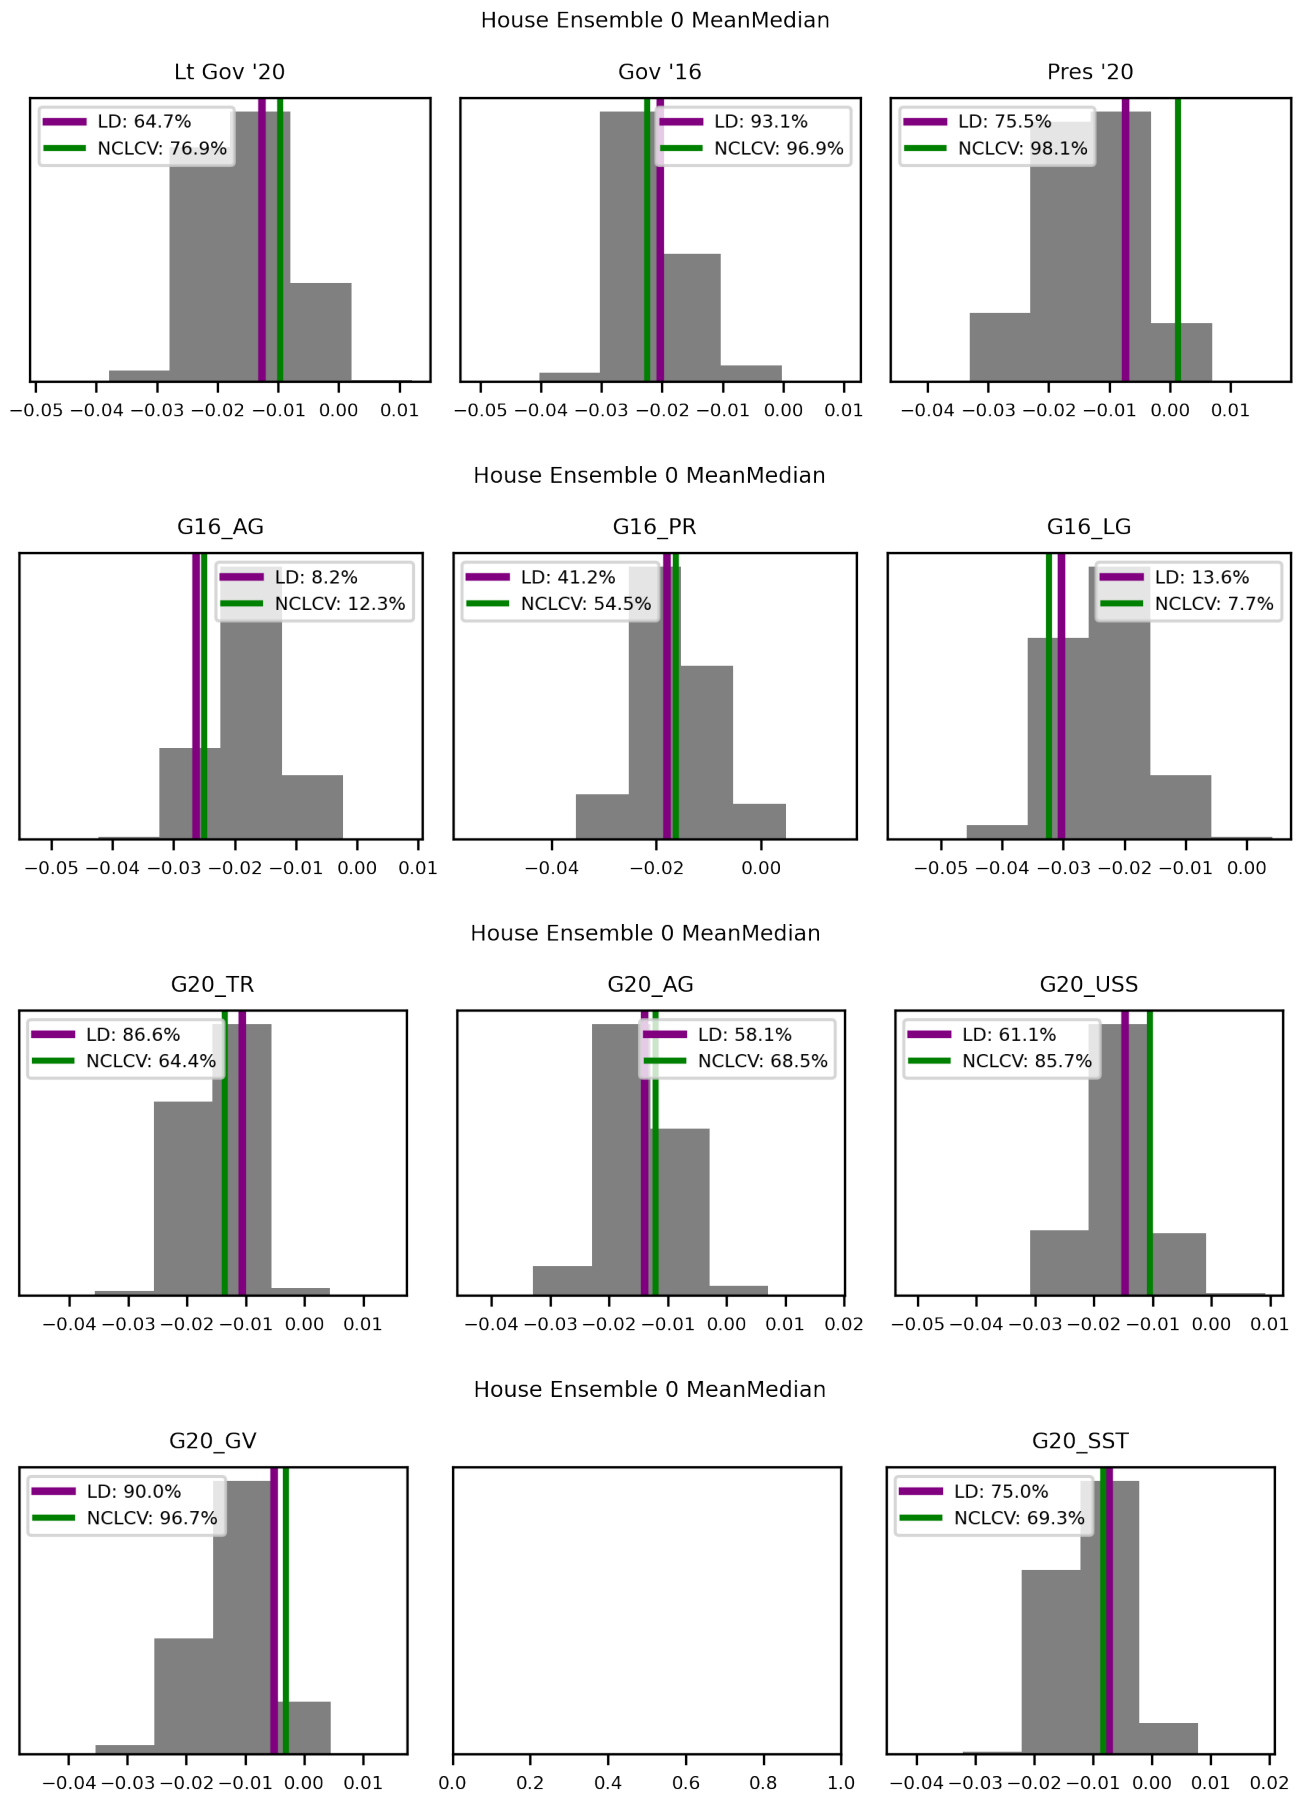 House Ensemble 0 MeanMedian
Lt Gov '20
Gov '16
Pres '20
LD: 64.7%
NCLCV: 76.9%
LD: 93.1%
NCLCV: 96.9%
LD: 75.5%
NCLCV: 98.1%
−0.05 −0.04 −0.03 −0.02 −0.01 0.00 0.01
−0.05 −0.04 −0.03 −0.02 −0.01 0.00 0.01
−0.04 −0.03 −0.02 −0.01 0.00 0.01
House Ensemble 0 MeanMedian
G16_AG
G16_PR
G16_LG
LD: 8.2%
NCLCV: 12.3%
LD: 41.2%
NCLCV: 54.5%
LD: 13.6%
NCLCV: 7.7%
−0.05 −0.04 −0.03 −0.02 −0.01 0.00 0.01
−0.04 −0.02 0.00
−0.05 −0.04 −0.03 −0.02 −0.01 0.00
House Ensemble 0 MeanMedian
G20_TR
G20_AG
G20_USS
LD: 86.6%
NCLCV: 64.4%
LD: 58.1%
NCLCV: 68.5%
LD: 61.1%
NCLCV: 85.7%
−0.04 −0.03 −0.02 −0.01 0.00 0.01
−0.04 −0.03 −0.02 −0.01 0.00 0.01 0.02
−0.05 −0.04 −0.03 −0.02 −0.01 0.00 0.01
House Ensemble 0 MeanMedian
G20_GV
G20_SST
LD: 90.0%
NCLCV: 96.7%
LD: 75.0%
NCLCV: 69.3%
−0.04 −0.03 −0.02 −0.01 0.00 0.01
0.0 0.2 0.4 0.6 0.8 1.0
−0.04 −0.03 −0.02 −0.01 0.00 0.01 0.02